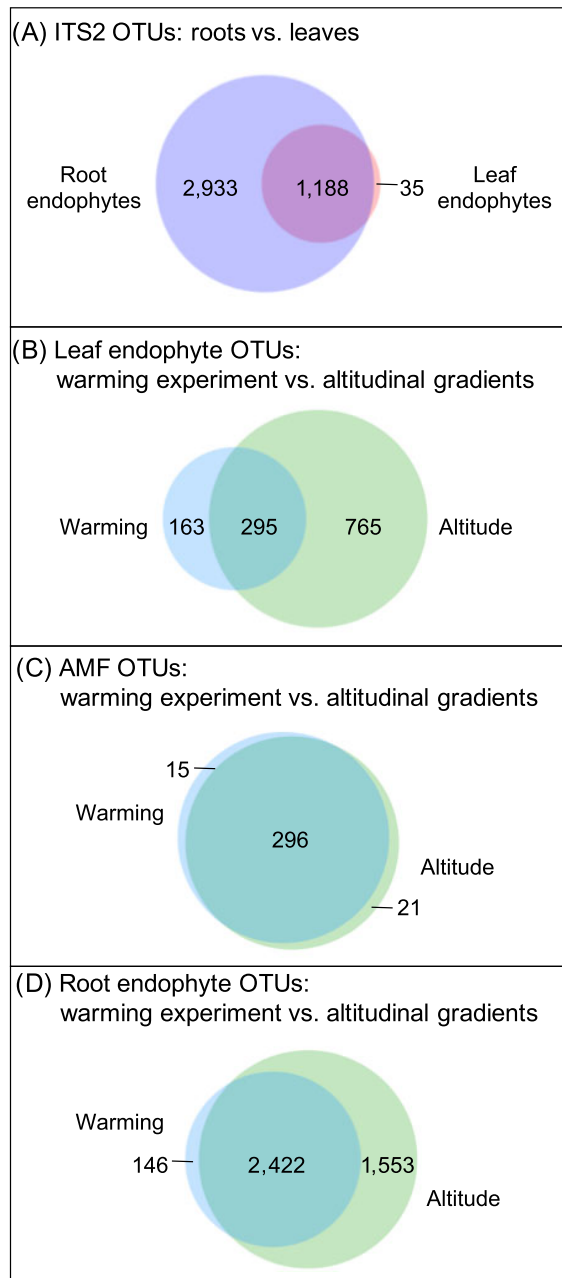 (A) ITS2 OTUs: roots vs. leaves
Root
endophytes
2,933
1,188
35
Leaf
endophytes
(B) Leaf endophyte OTUs:
warming experiment vs. altitudinal gradients
Warming
163
295
765
Altitude
(C) AMF OTUs:
warming experiment vs. altitudinal gradients
15
Warming
296
Altitude
21
(D) Root endophyte OTUs:
warming experiment vs. altitudinal gradients
Warming
146
2,422
1,553
Altitude